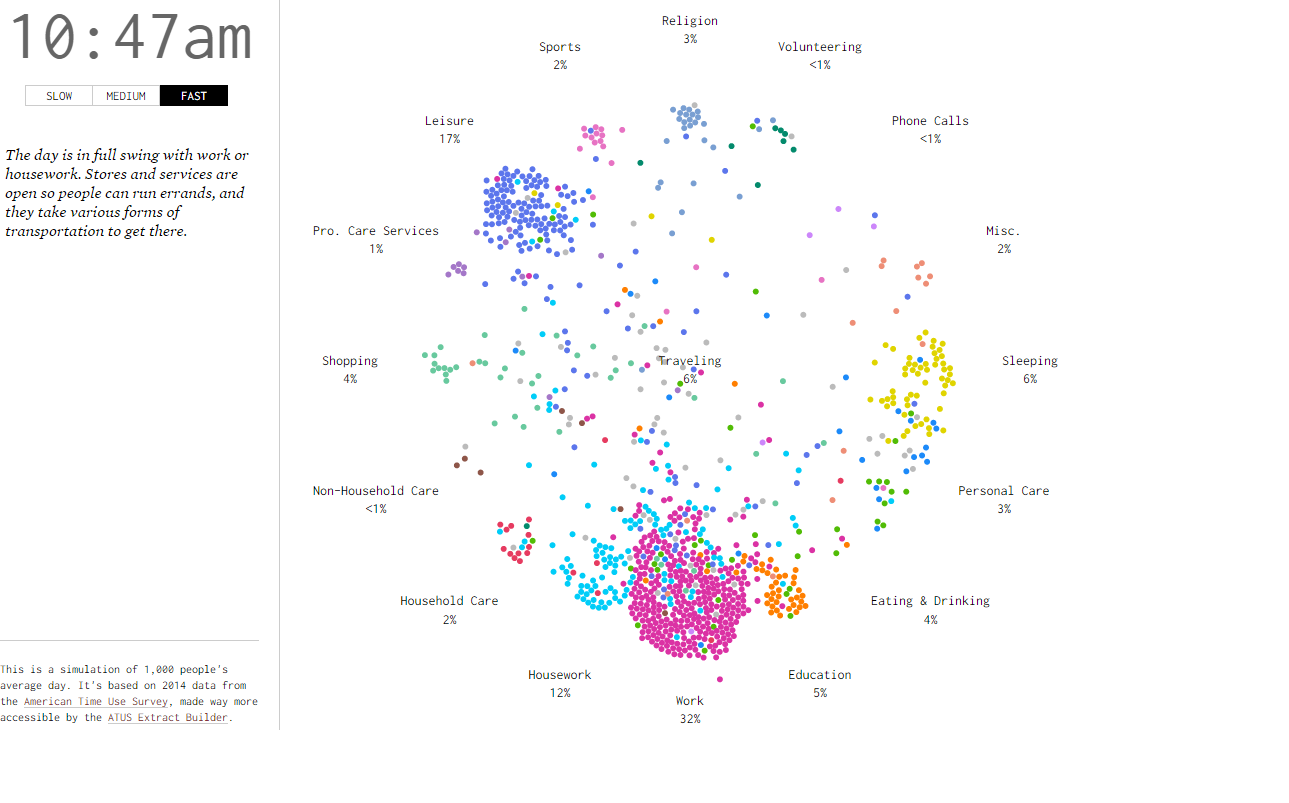 10:47am
SLOW MEDIUM FAST
The day is in full swing with work or
housework. Stores and services are
open so people can run errands, and
they take various forms of
transportation to get there.
This is a simulation of 1,000 people's
average day. It's based on 2014 data from
the American Time Use Survey, made way more
accessible by the ATUS Extract Builder.
Religion
3%
Sports
2%
Volunteering
<1%
Leisure
17%
Phone Calls
<1%
Pro. Care Services
1%
Misc.
2%
Shopping
4%
Traveling
6%
Sleeping
6%
Non-Household Care
<1%
Personal Care
3%
Household Care
2%
Eating & Drinking
4%
Housework
12%
Education
5%
Work
32%